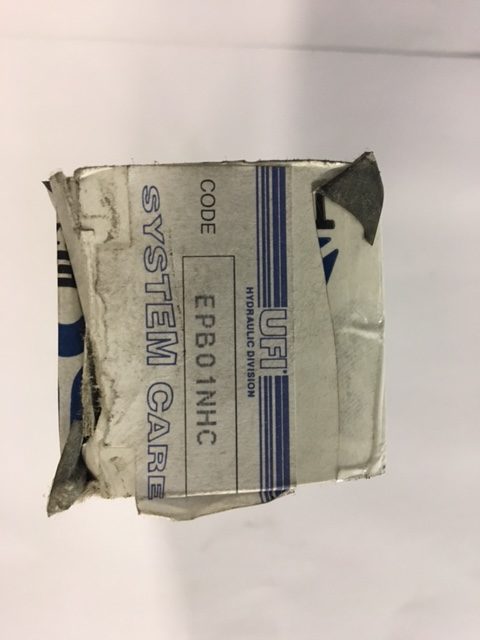 UFI
HYDRAULIC DIVISION
CODE
EPB01NHC
SYSTEM CARE